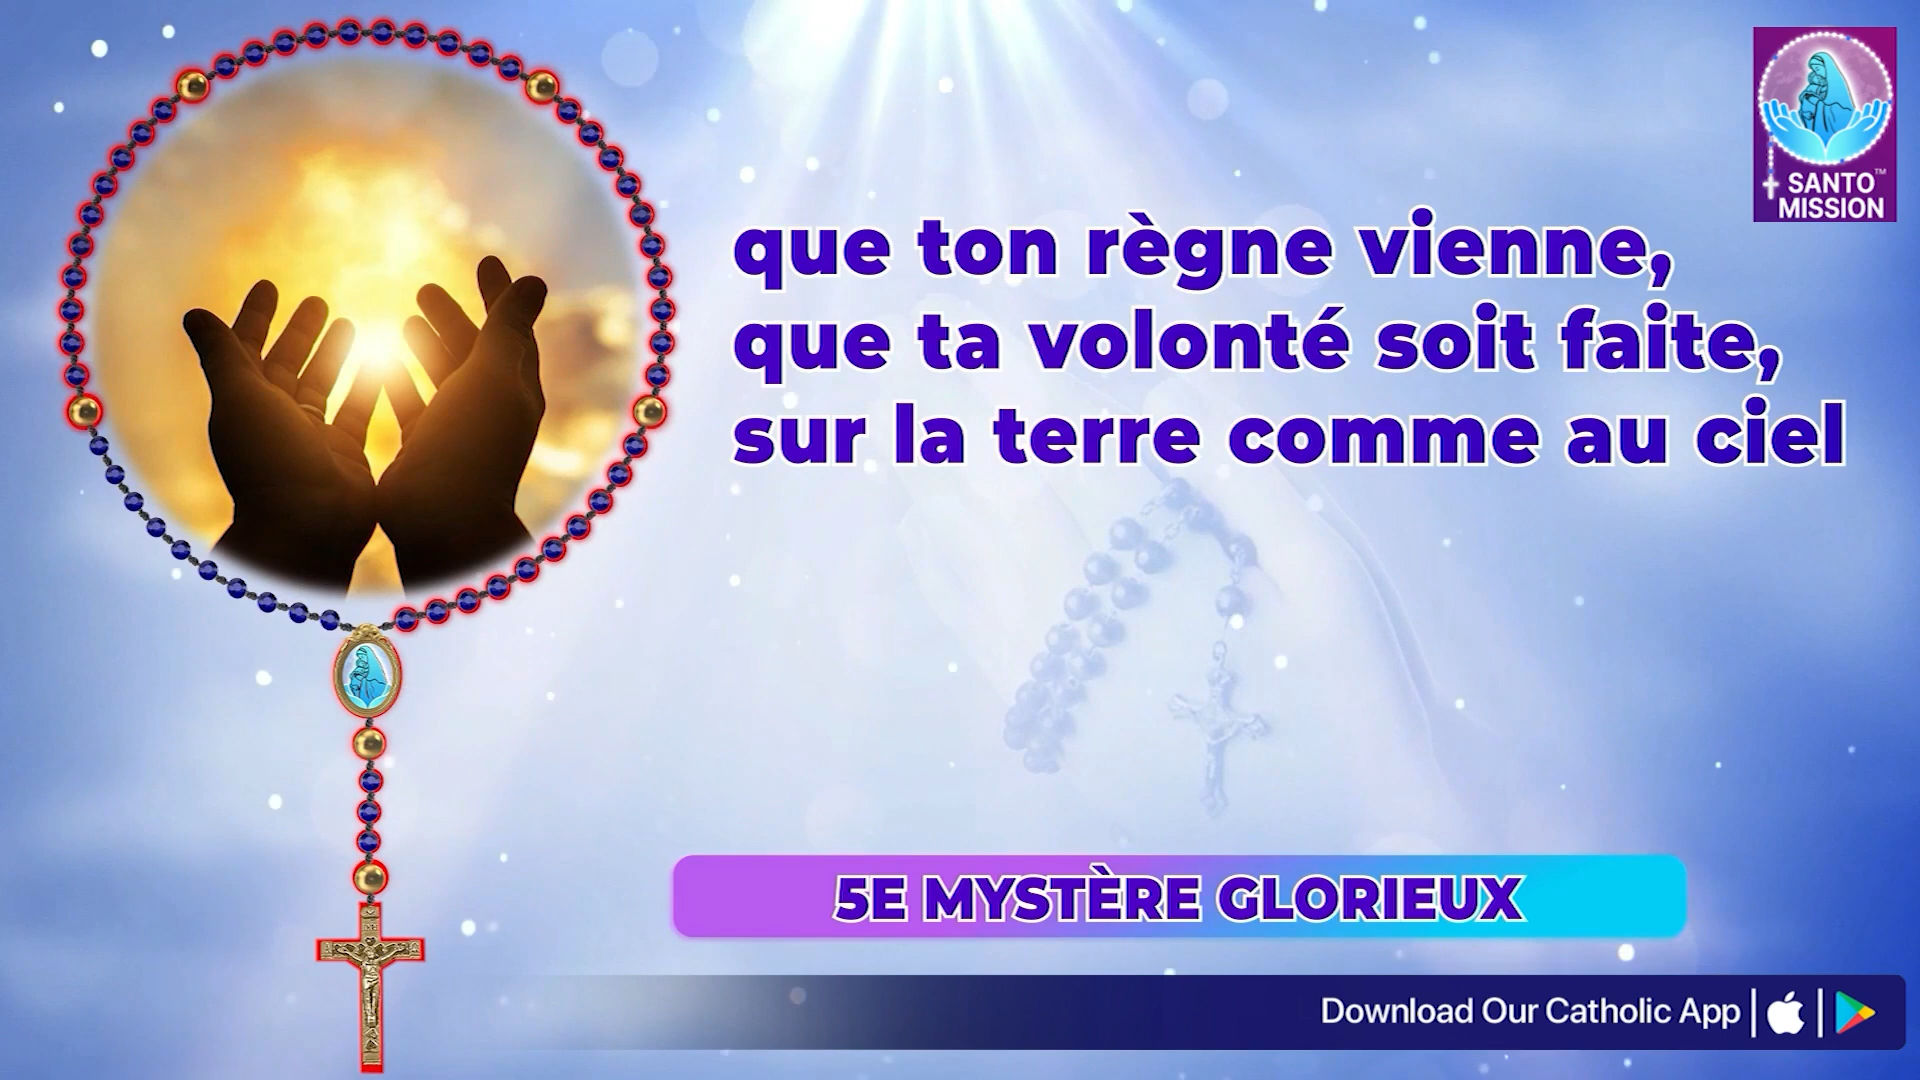 SANTO™
MISSION
que ton règne vienne,
que ta volonté soit faite,
sur la terre comme au ciel
5E MYSTÈRE GLORIEUX
Download Our Catholic App